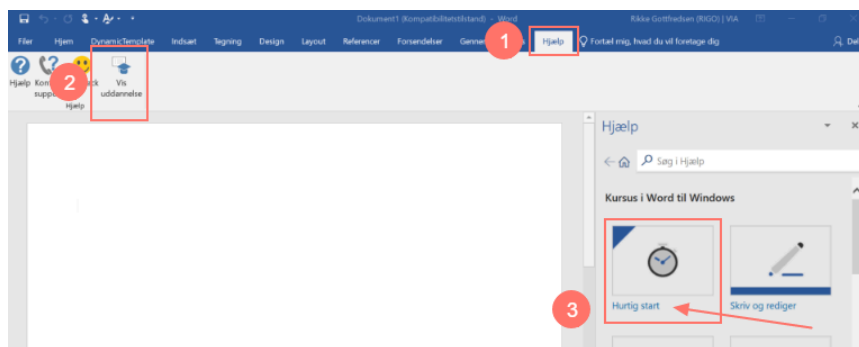 Dokument1 (Kompatibilitetstilstand) - Word
Rikke Gottfredsen (RIGO) | VIA
Filer Hjem DynamicTemplate Indsæt Tegning Design Layout Referencer Forsendelser Hjælp Fortæl mig, hvad du vil foretage dig
1
Hjælp Vis
uddannelse
Hjælp
2
Hjælp
Søg i Hjælp
Kursus i Word til Windows
Hurtig start Skriv og rediger
3